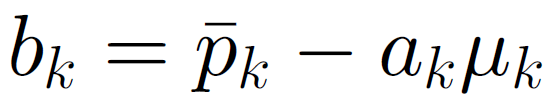 b_k = \bar{p}_k - a_k \mu_k